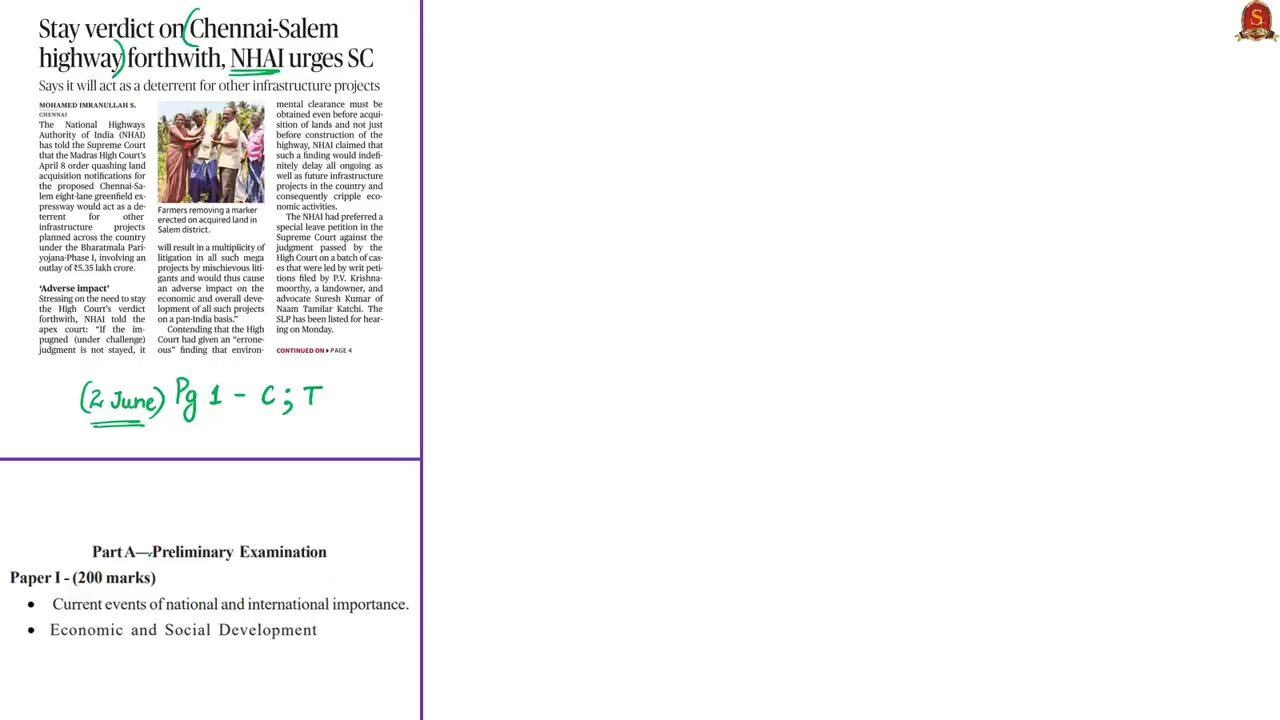 Stay verdict on (Chennai-Salem
highway) forthwith, NHAI urges SC
Says it will act as a deterrent for other infrastructure projects
MOHAMED IMRANULLAH S.
CHENNAI
The National Highways
Authority of India (NHAI)
has told the Supreme Court
that the Madras High Court's
April 8 order quashing land
acquisition notifications for
the proposed Chennai-Sa-
lem eight-lane greenfield ex-
pressway would act as a de-
terrent for other
infrastructure projects
planned across the country
under the Bharatmala Pari-
yojana-Phase I, involving an
outlay of ₹5.35 lakh crore.
'Adverse impact'
Stressing on the need to stay
the High Court's verdict
forthwith, NHAI told the
apex court: "If the im-
pugned (under challenge)
judgment is not stayed, it
Farmers removing a marker
erected on acquired land in
Salem district.
will result in a multiplicity of
litigation in all such mega
projects by mischievous liti-
gants and would thus cause
an adverse impact on the
economic and overall deve-
lopment of all such projects
on a pan-India basis."
Contending that the High
Court had given an "errone-
ous" finding that environ-
mental clearance must be
obtained even before acqui-
sition of lands and not just
before construction of the
highway, NHAI claimed that
such a finding would indefi-
nitely delay all ongoing as
well as future infrastructure
projects in the country and
consequently cripple eco-
nomic activities.
The NHAI had preferred a
special leave petition in the
Supreme Court against the
judgment passed by the
High Court on a batch of cas-
es that were led by writ peti-
tions filed by P.V. Krishna-
moorthy, a landowner, and
advocate Suresh Kumar of
Naam Tamilar Katchi. The
SLP has been listed for hear-
ing on Monday.
CONTINUED ON ▸ PAGE 4
(2 June) Pg 1 - C ; T
Part A—Preliminary Examination
Paper I - (200 marks)
• Current events of national and international importance.
• Economic and Social Development
S